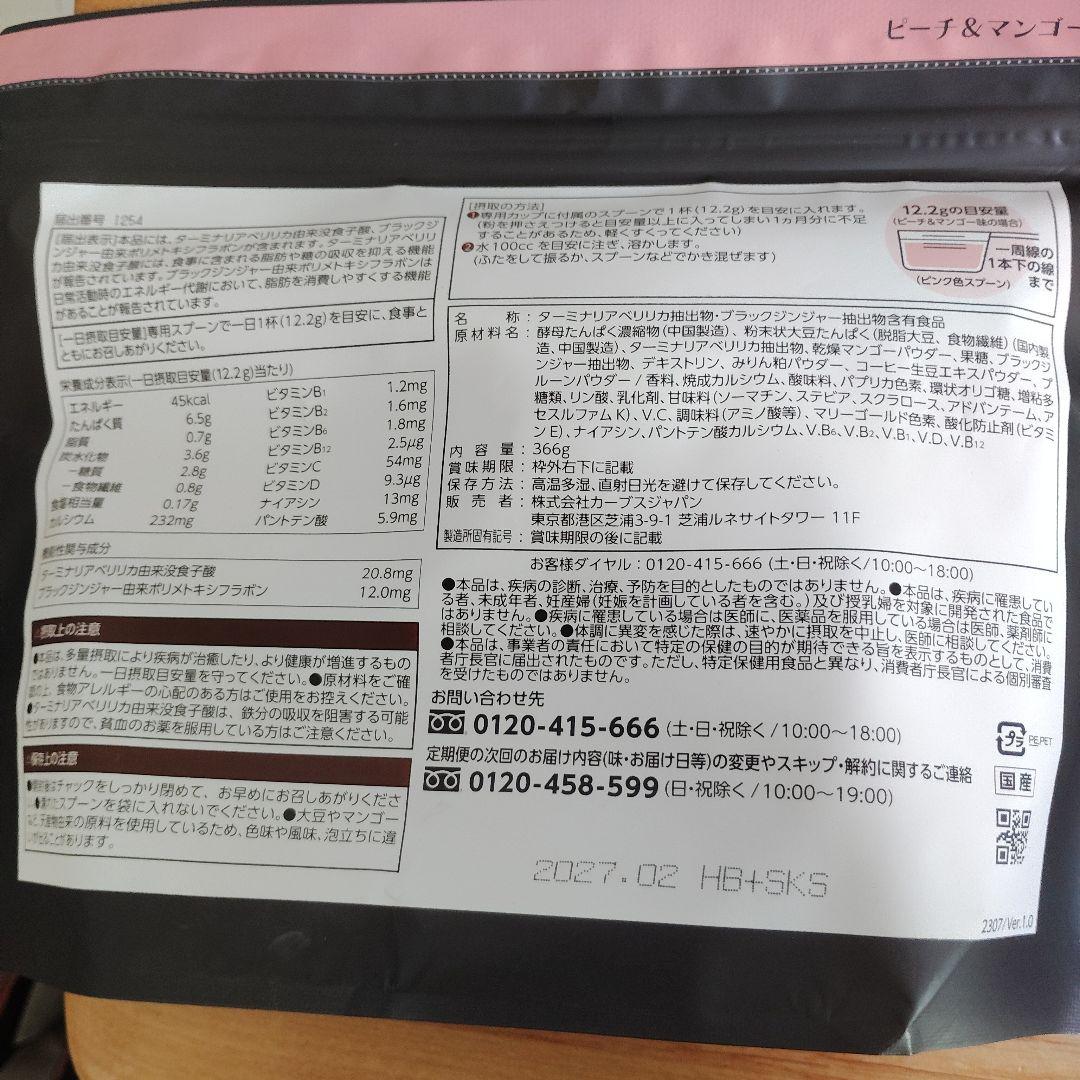 ピーチ&マンゴー
届出番号 I254
[届出表示]本品には、ターミナリアベリリカ由来没食子酸、ブラックジ
ンジャー由来ポリメトキシフラボンが含まれます。ターミナリアベリリ
カ由来没食子酸には、食事に含まれる脂肪や糖の吸収を抑える機能
が報告されています。ブラックジンジャー由来ポリメトキシフラボンは
日常活動時のエネルギー代謝において、脂肪を消費しやすくする機能
があることが報告されています。
[一日摂取目安量]専用スプーンで一日1杯(12.2g)を目安に、食事と
ともにお召しあがりください。
栄養成分表示(一日摂取目安量(12.2g)当たり)
エネルギー 45kcal ビタミンB1 1.2mg
たんぱく質 6.5g ビタミンB2 1.6mg
脂質 0.7g ビタミンB6 1.8mg
炭水化物 3.6g ビタミンB12 2.5μg
－糖質 2.8g ビタミンC 54mg
－食物繊維 0.8g ビタミンD 9.3μg
食塩相当量 0.17g ナイアシン 13mg
カルシウム 232mg パントテン酸 5.9mg
機能性関与成分
ターミナリアベリリカ由来没食子酸 20.8mg
ブラックジンジャー由来ポリメトキシフラボン 12.0mg
摂取上の注意
●本品は、多量摂取により疾病が治癒したり、より健康が増進するもの
ではありません。一日摂取目安量を守ってください。●原材料をご確
認の上、食物アレルギーの心配のある方はご使用をお控えください。
●ターミナリアベリリカ由来没食子酸は、鉄分の吸収を阻害する可能
性がありますので、貧血のお薬を服用している方はご注意ください。
保存上の注意
●開封後はチャックをしっかり閉めて、お早めにお召しあがりくださ
い。●濡れたスプーンを袋に入れないでください。●大豆やマンゴー
など、天産物由来の原料を使用しているため、色味や風味、泡立ちに違
いが出ることがあります。
[摂取の方法]
❶専用カップに付属のスプーンで1杯(12.2g)を目安に入れます。
(粉を押さえつけると目安量以上に入ってしまい1ヵ月分に不足
することがあるため、軽くすくってください)
❷水100ccを目安に注ぎ、溶かします。
(ふたをして振るか、スプーンなどでかき混ぜます)
12.2gの目安量
(ピーチ&マンゴー味の場合)
一周線の
1本下の線
まで
(ピンク色スプーン)
名称:ターミナリアベリリカ抽出物・ブラックジンジャー抽出物含有食品
原材料名:酵母たんぱく濃縮物(中国製造)、粉末状大豆たんぱく(脱脂大豆、食物繊維)(国内製
造、中国製造)、ターミナリアベリリカ抽出物、乾燥マンゴーパウダー、果糖、ブラックジ
ンジャー抽出物、デキストリン、みりん粕パウダー、コーヒー生豆エキスパウダー、プ
ルーンパウダー/香料、焼成カルシウム、酸味料、パプリカ色素、環状オリゴ糖、増粘多
糖類、リン酸、乳化剤、甘味料(ソーマチン、ステビア、スクラロース、アドバンテーム、ア
セスルファムK)、V.C、調味料(アミノ酸等)、マリーゴールド色素、酸化防止剤(ビタミ
ンE)、ナイアシン、パントテン酸カルシウム、V.B6、V.B2、V.B1、V.D、V.B12
内容量:366g
賞味期限:枠外右下に記載
保存方法:高温多湿、直射日光を避けて保存してください。
販売者:株式会社カーブスジャパン
東京都港区芝浦3-9-1 芝浦ルネサイトタワー 11F
製造所固有記号:賞味期限の後に記載
お客様ダイヤル:0120-415-666 (土・日・祝除く/10:00～18:00)
●本品は、疾病の診断、治療、予防を目的としたものではありません。●本品は、疾病に罹患してい
る者、未成年者、妊産婦(妊娠を計画している者を含む。)及び授乳婦を対象に開発された食品で
はありません。●疾病に罹患している場合は医師に、医薬品を服用している場合は医師、薬剤師に
相談してください。●体調に異変を感じた際は、速やかに摂取を中止し、医師に相談してください。
●本品は、事業者の責任において特定の保健の目的が期待できる旨を表示するものとして、消費
者庁長官に届出されたものです。ただし、特定保健用食品と異なり、消費者庁長官による個別審査
を受けたものではありません。
お問い合わせ先
0120-415-666 (土・日・祝除く/10:00～18:00)
定期便の次回のお届け内容(味・お届け日等)の変更やスキップ・解約に関するご連絡
0120-458-599 (日・祝除く/10:00～19:00)
プラ PE,PET
国産
2027.02 HB+SKS
2307/Ver.1.0